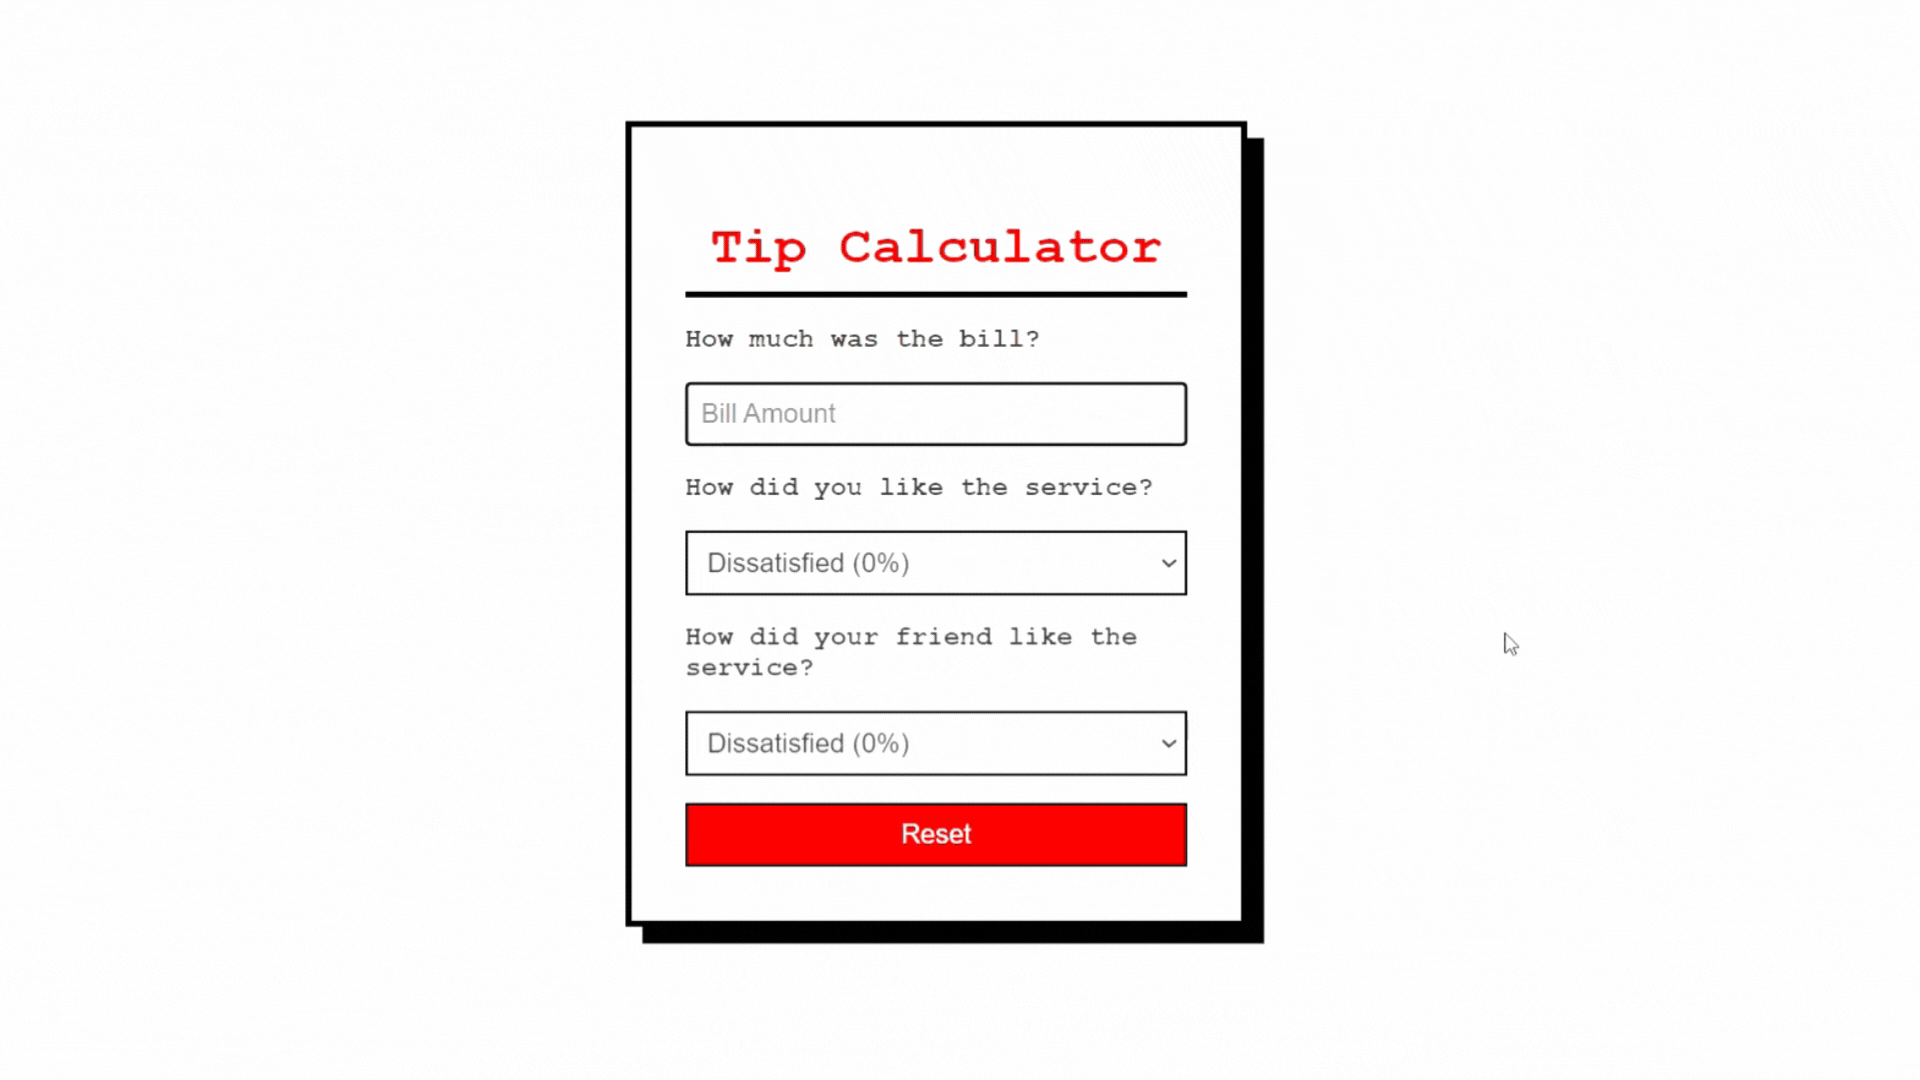 Tip Calculator
How much was the bill?
Bill Amount
How did you like the service?
Dissatisfied (0%)
How did your friend like the
service?
Dissatisfied (0%)
Reset